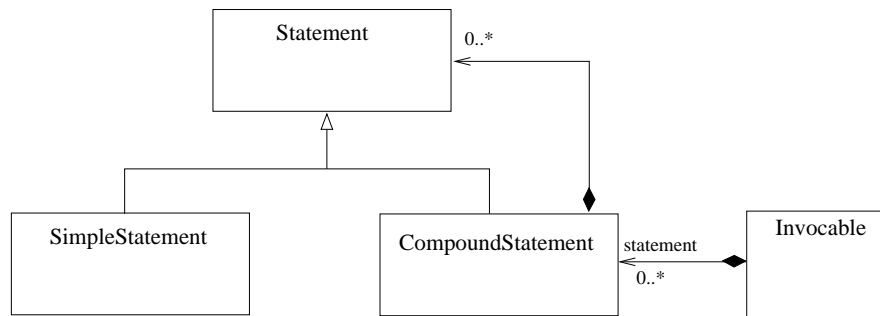 Statement
0..*
SimpleStatement
CompoundStatement
statement
0..*
Invocable